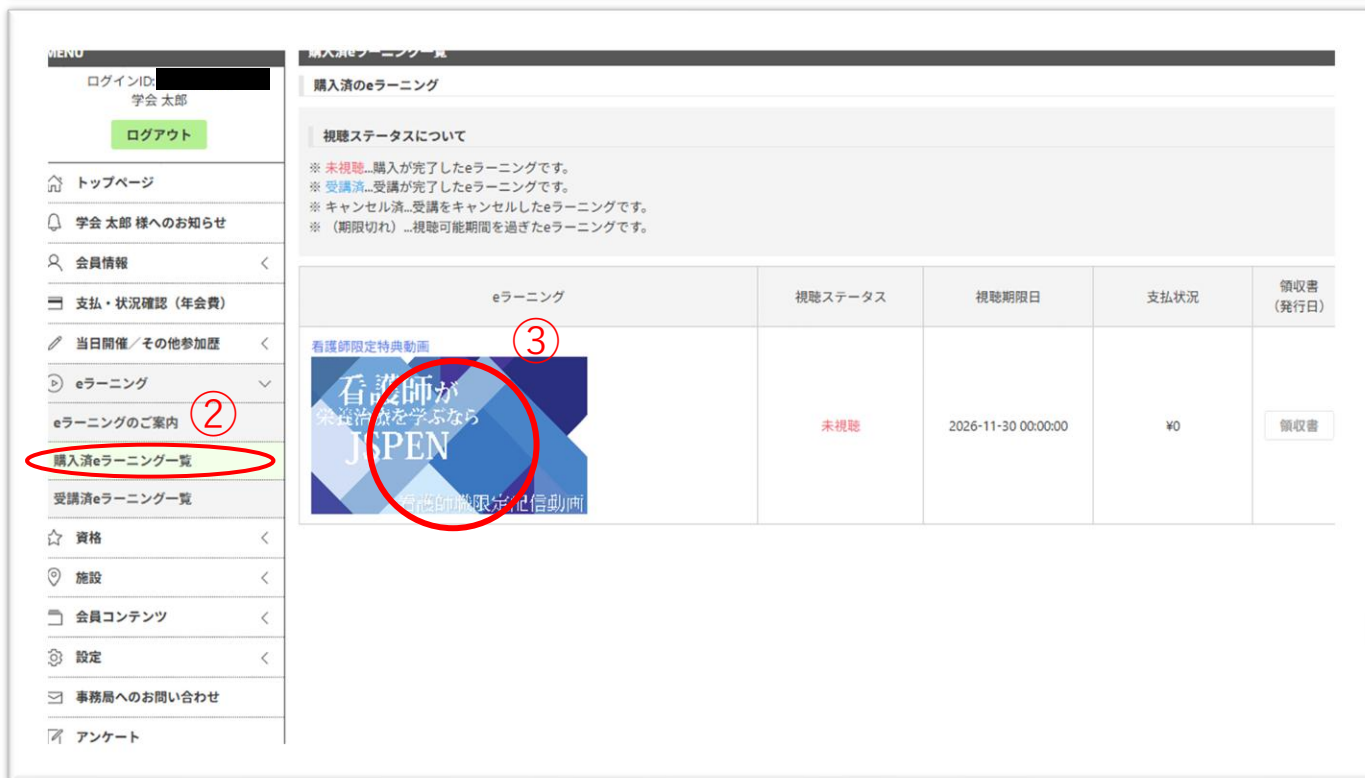 MENU
ログインID:
学会 太郎
ログアウト
トップページ
学会 太郎 様へのお知らせ
会員情報
支払・状況確認（年会費）
当日開催／その他参加歴
eラーニング
②
eラーニングのご案内
購入済eラーニング一覧
受講済eラーニング一覧
資格
施設
会員コンテンツ
設定
事務局へのお問い合わせ
アンケート
購入済eラーニング一覧
購入済のeラーニング
視聴ステータスについて
※ 未視聴...購入が完了したeラーニングです。
※ 受講済...受講が完了したeラーニングです。
※ キャンセル済...受講をキャンセルしたeラーニングです。
※ （期限切れ）...視聴可能期間を過ぎたeラーニングです。
eラーニング
視聴ステータス
視聴期限日
支払状況
領収書
（発行日）
③
看護師限定特典動画
看護師が
栄養治療を学ぶなら
JSPEN
看護師職限定配信動画
未視聴
2026-11-30 00:00:00
¥0
領収書